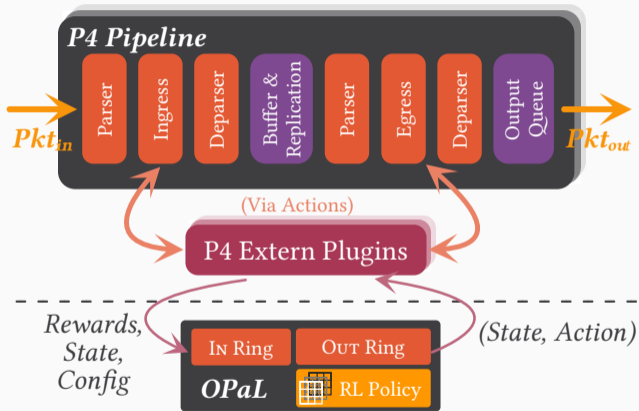 P4 Pipeline
Pkt_in
Parser
Ingress
Deparser
Buffer &
Replication
Parser
Egress
Deparser
Output
Queue
Pkt_out
(Via Actions)
P4 Extern Plugins
Rewards,
State,
Config
(State, Action)
IN RING
OUT RING
OPaL
RL Policy